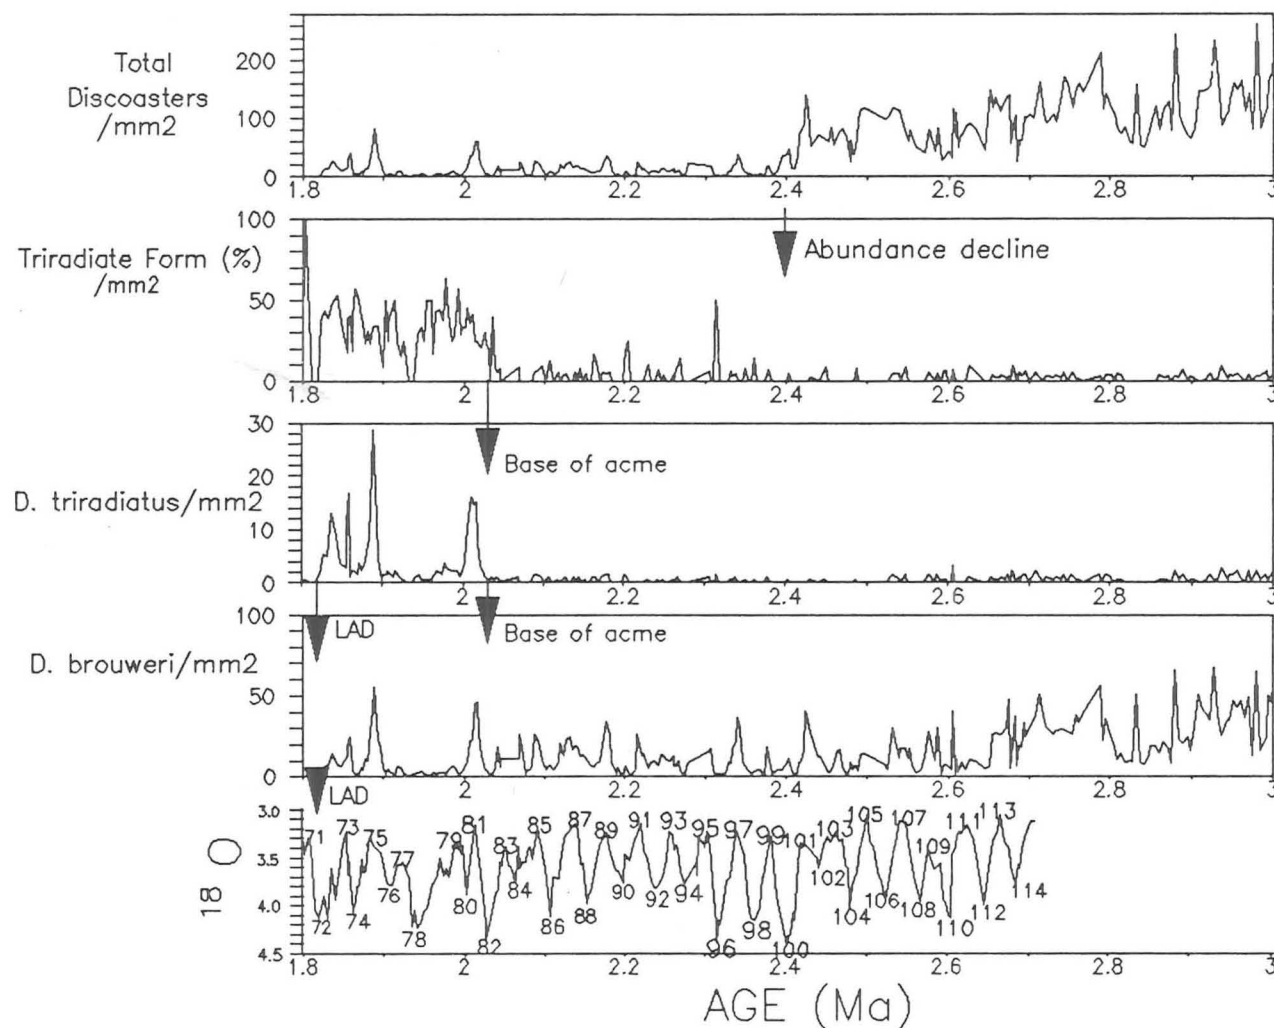 Total
Discoasters
/mm2
200
100
0
1.8 2 2.2 2.4 2.6 2.8 3
Abundance decline
Triradiate Form (%)
/mm2
100
50
0
1.8 2 2.2 2.4 2.6 2.8 3
Base of acme
D. triradiatus/mm2
30
20
10
0
2 2.2 2.4 2.6 2.8 3
LAD
Base of acme
D. brouweri/mm2
100
50
0
2 2.2 2.4 2.6 2.8 3
LAD
18 O
3.0
3.5
4.0
4.5
71 73 75 77 79 81 83 85 87 89 91 93 95 97 99 101 103 105 107 109 111 113
72 74 76 78 80 82 84 86 88 90 92 94 96 98 100 102 104 106 108 110 112 114
1.8 2 2.2 2.4 2.6 2.8 3
AGE (Ma)